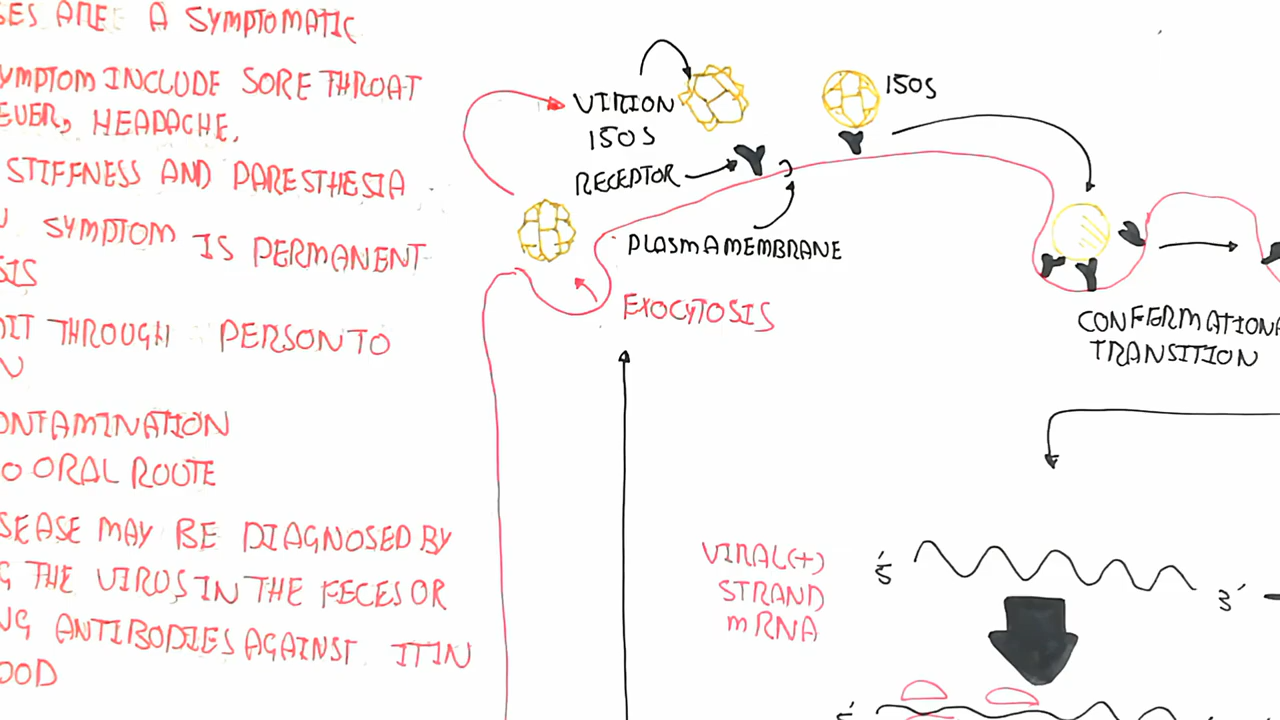 SES ARE A SYMPTOMATIC
YMPTOM INCLUDE SORE THROAT
EVER, HEADACHE.
STIFFNESS AND PARESTHESIA
SYMPTOM IS PERMANENT
SIS
IT THROUGH PERSON TO
N
ONTAMINATION
O ORAL ROUTE
SEASE MAY BE DIAGNOSED BY
G THE VIRUS IN THE FECES OR
NG ANTIBODIES AGAINST IT IN
OOD
VIRION
150S
RECEPTOR
150S
PLASMAMEMBRANE
EXOCYTOSIS
CONFERMATIONA
TRANSITION
VIRAL(+)
STRAND
mRNA
5´
3´
5´